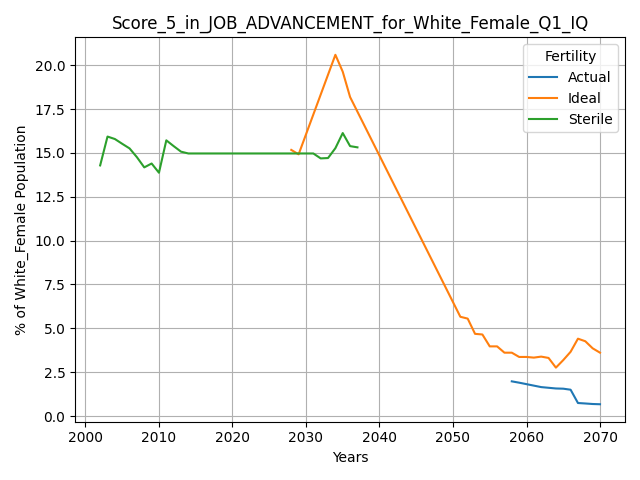 Score_5_in_JOB_ADVANCEMENT_for_White_Female_Q1_IQ
% of White_Female Population
20.0
17.5
15.0
12.5
10.0
7.5
5.0
2.5
0.0
Fertility
Actual
Ideal
Sterile
2000 2010 2020 2030 2040 2050 2060 2070
Years